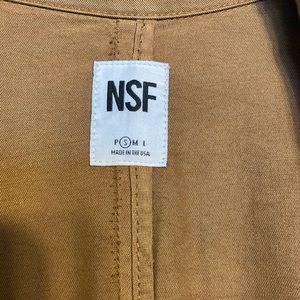 NSF
P S M L
MADE IN THE USA